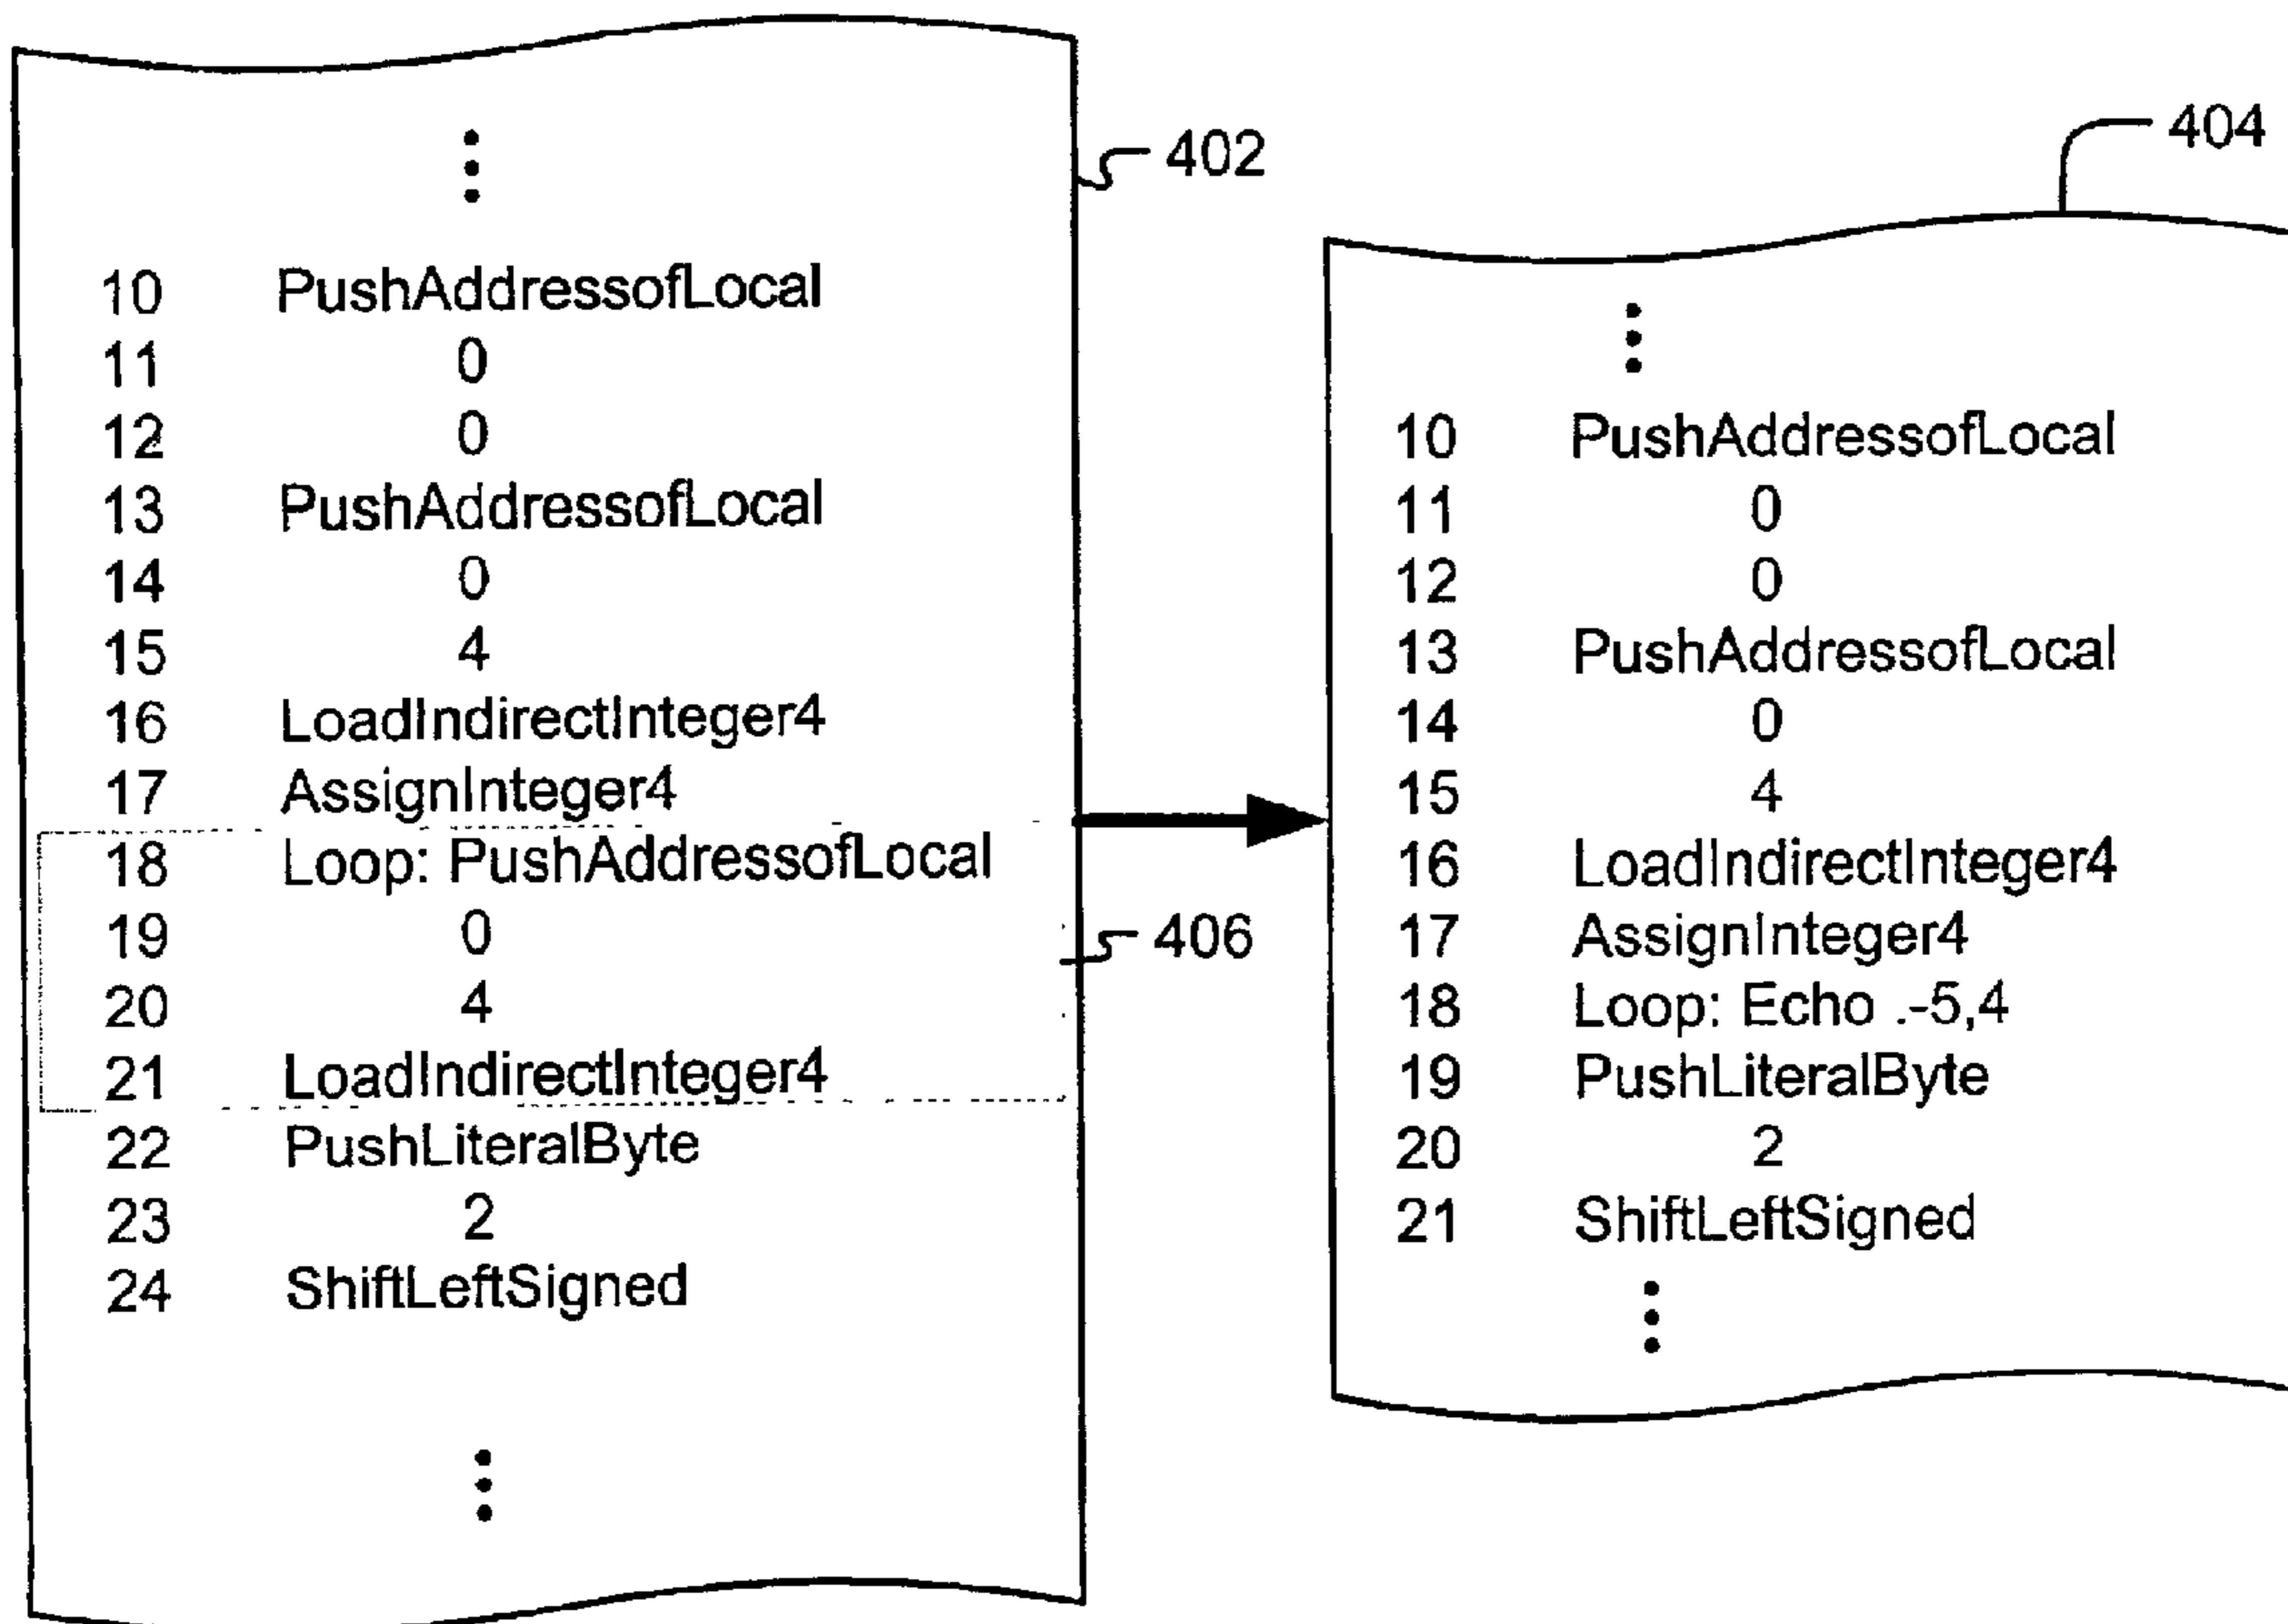 402
10 PushAddressofLocal
11 0
12 0
13 PushAddressofLocal
14 0
15 4
16 LoadIndirectInteger4
17 AssignInteger4
18 Loop: PushAddressofLocal
19 0
20 4
21 LoadIndirectInteger4
22 PushLiteralByte
23 2
24 ShiftLeftSigned
406
404
10 PushAddressofLocal
11 0
12 0
13 PushAddressofLocal
14 0
15 4
16 LoadIndirectInteger4
17 AssignInteger4
18 Loop: Echo .-5,4
19 PushLiteralByte
20 2
21 ShiftLeftSigned